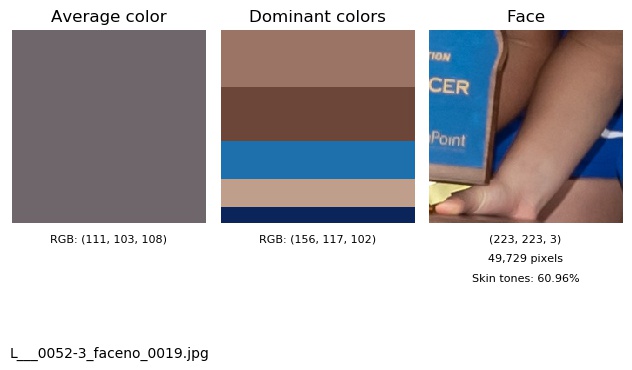 Average color
Dominant colors
Face
CER
Point
RGB: (111, 103, 108)
RGB: (156, 117, 102)
(223, 223, 3)
49,729 pixels
Skin tones: 60.96%
L___0052-3_faceno_0019.jpg